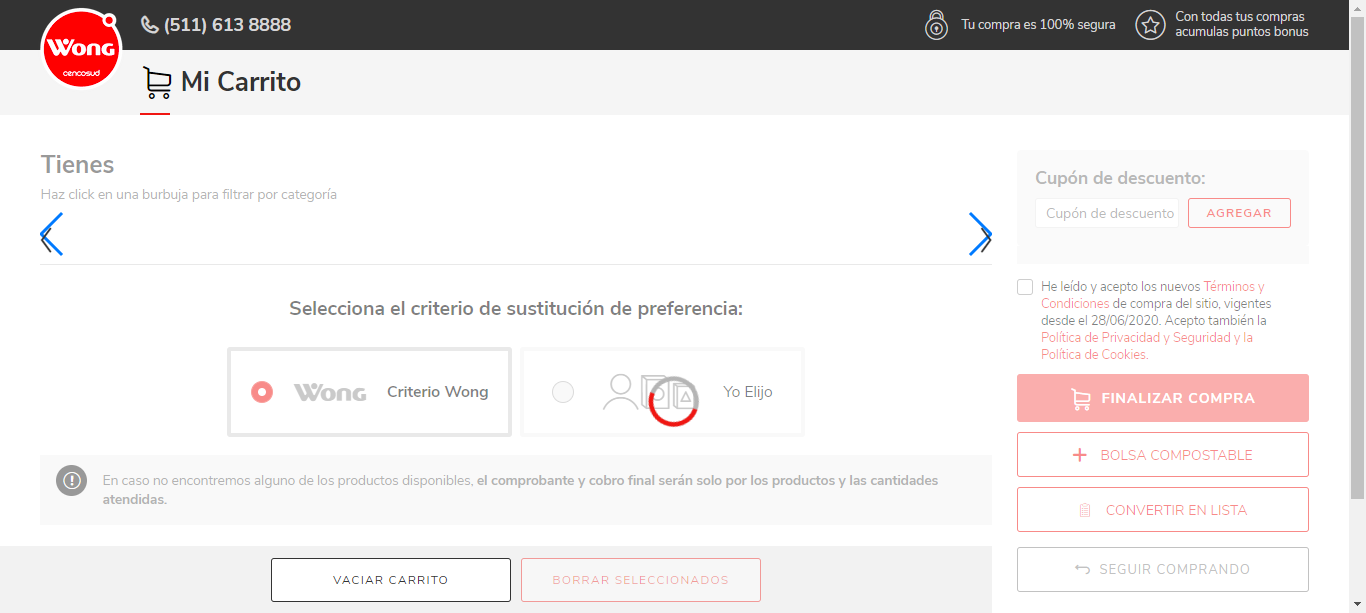 (511) 613 8888
Tu compra es 100% segura
Con todas tus compras
acumulas puntos bonus
Wong
cencosud
Mi Carrito
Tienes
Haz click en una burbuja para filtrar por categoría
Selecciona el criterio de sustitución de preferencia:
Wong
Criterio Wong
Yo Elijo
En caso no encontremos alguno de los productos disponibles, el comprobante y cobro final serán solo por los productos y las cantidades
atendidas.
VACIAR CARRITO
BORRAR SELECCIONADOS
Cupón de descuento:
Cupón de descuento
AGREGAR
He leído y acepto los nuevos Términos y
Condiciones de compra del sitio, vigentes
desde el 28/06/2020. Acepto también la
Política de Privacidad y Seguridad y la
Política de Cookies.
FINALIZAR COMPRA
BOLSA COMPOSTABLE
CONVERTIR EN LISTA
SEGUIR COMPRANDO